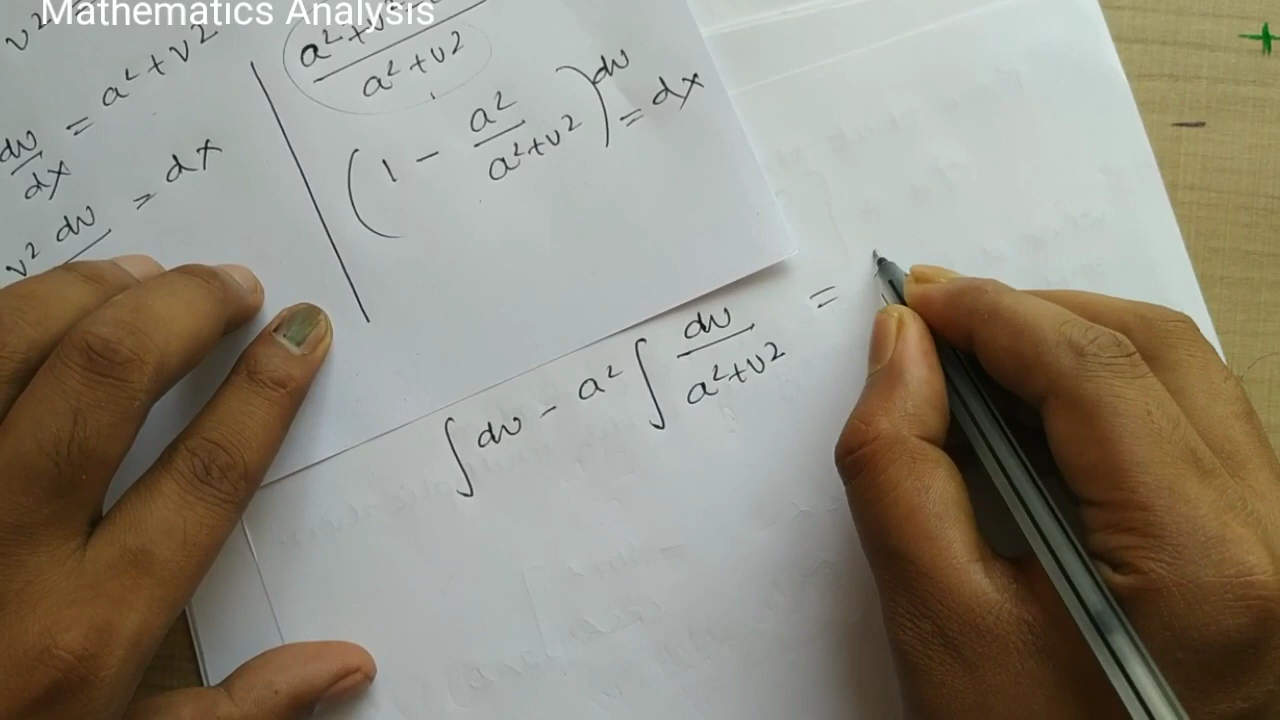 Mathematics Analysis
v²
dv/dx = a²+v²
v² dv = dx
a²+v² / a²+v2
(1 - a²/a²+v2) dv = dx
∫dv - a² ∫ dv/a²+v2 =